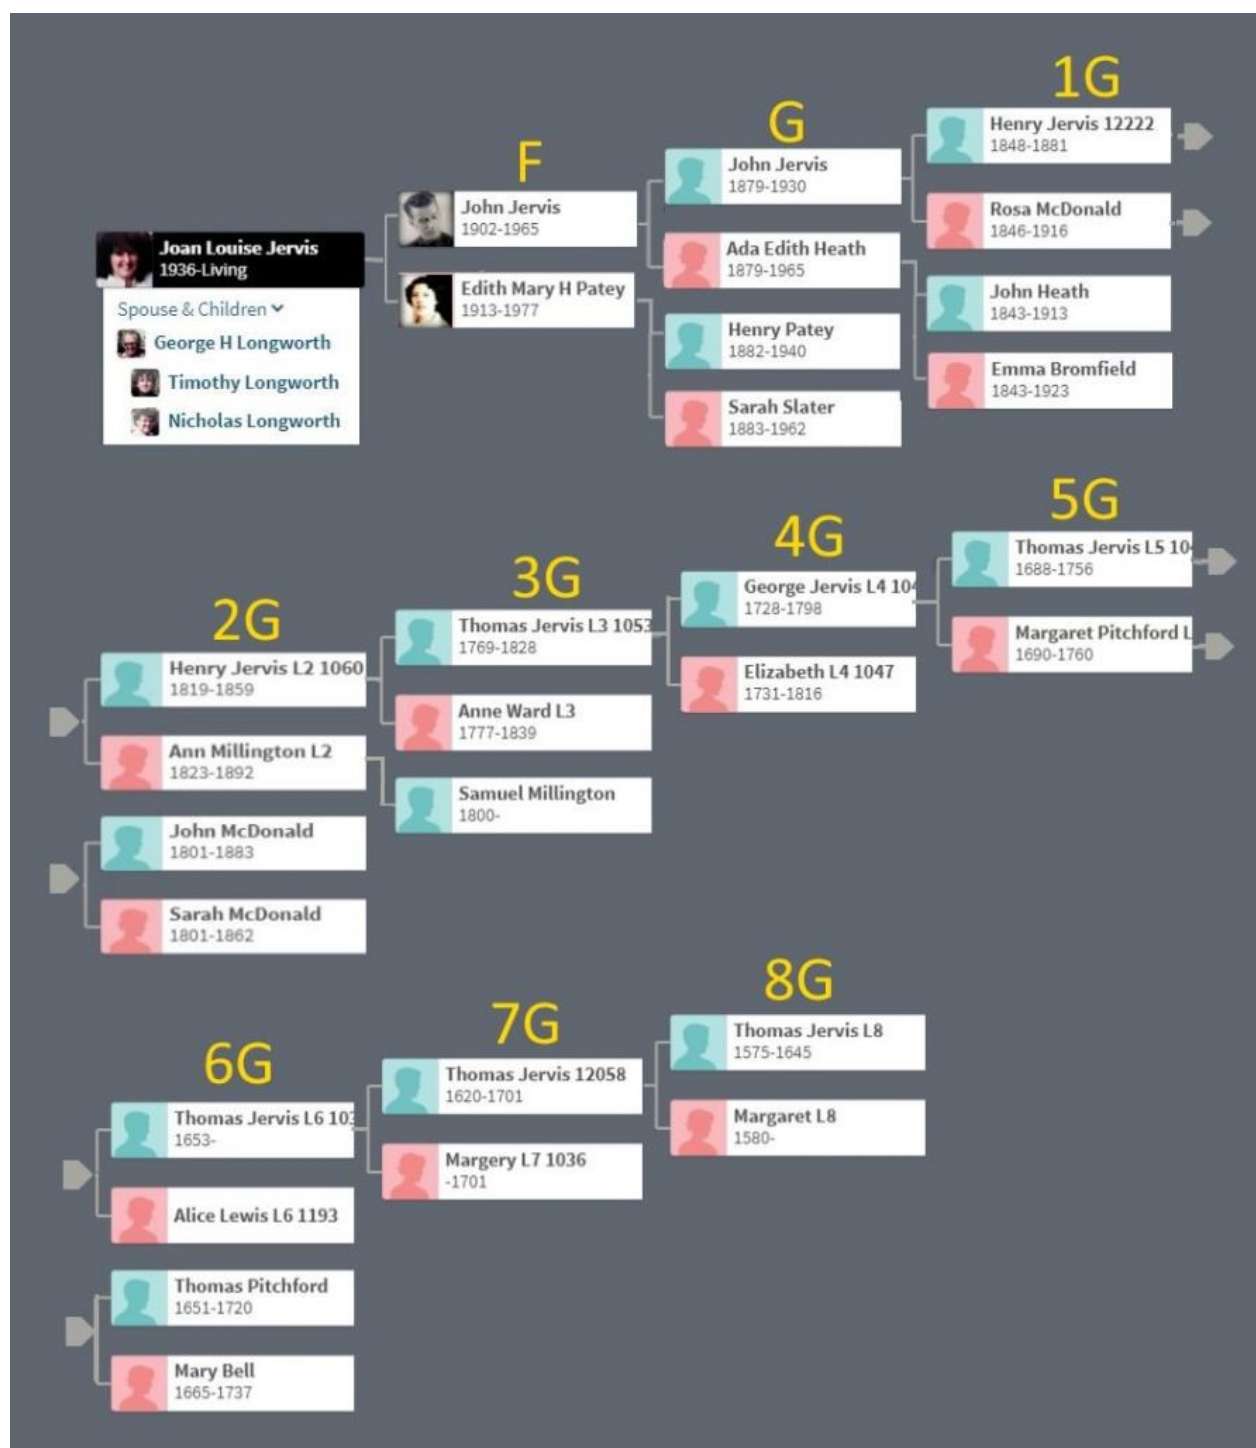 1G
G
F
Henry Jervis 12222
1848-1881
John Jervis
1879-1930
Rosa McDonald
1846-1916
John Jervis
1902-1965
Joan Louise Jervis
1936-Living
Ada Edith Heath
1879-1965
Edith Mary H Patey
1913-1977
John Heath
1843-1913
Spouse & Children
George H Longworth
Timothy Longworth
Nicholas Longworth
Henry Patey
1882-1940
Emma Bromfield
1843-1923
Sarah Slater
1883-1962
5G
4G
3G
2G
Thomas Jervis L5 10
1688-1756
George Jervis L4 10
1728-1798
Thomas Jervis L3 1053
1769-1828
Margaret Pitchford L
1690-1760
Henry Jervis L2 1060
1819-1859
Elizabeth L4 1047
1731-1816
Anne Ward L3
1777-1839
Ann Millington L2
1823-1892
Samuel Millington
1800-
John McDonald
1801-1883
Sarah McDonald
1801-1862
8G
7G
6G
Thomas Jervis L8
1575-1645
Thomas Jervis 12058
1620-1701
Thomas Jervis L6 103
1653-
Margaret L8
1580-
Margery L7 1036
-1701
Alice Lewis L6 1193
Thomas Pitchford
1651-1720
Mary Bell
1665-1737